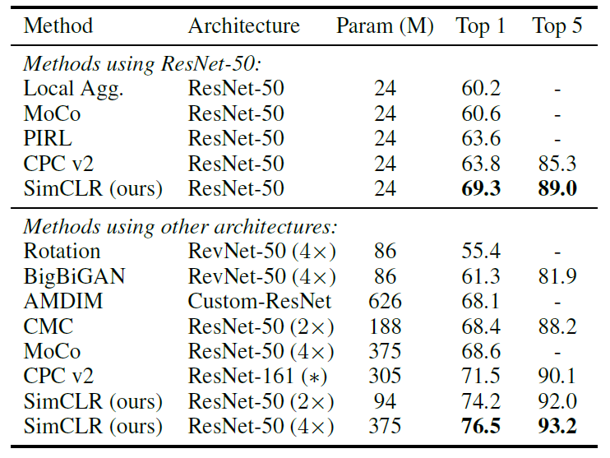 Method Architecture Param (M) Top 1 Top 5
Methods using ResNet-50:
Local Agg. ResNet-50 24 60.2 -
MoCo ResNet-50 24 60.6 -
PIRL ResNet-50 24 63.6 -
CPC v2 ResNet-50 24 63.8 85.3
SimCLR (ours) ResNet-50 24 69.3 89.0
Methods using other architectures:
Rotation RevNet-50 (4×) 86 55.4 -
BigBiGAN RevNet-50 (4×) 86 61.3 81.9
AMDIM Custom-ResNet 626 68.1 -
CMC ResNet-50 (2×) 188 68.4 88.2
MoCo ResNet-50 (4×) 375 68.6 -
CPC v2 ResNet-161 (∗) 305 71.5 90.1
SimCLR (ours) ResNet-50 (2×) 94 74.2 92.0
SimCLR (ours) ResNet-50 (4×) 375 76.5 93.2